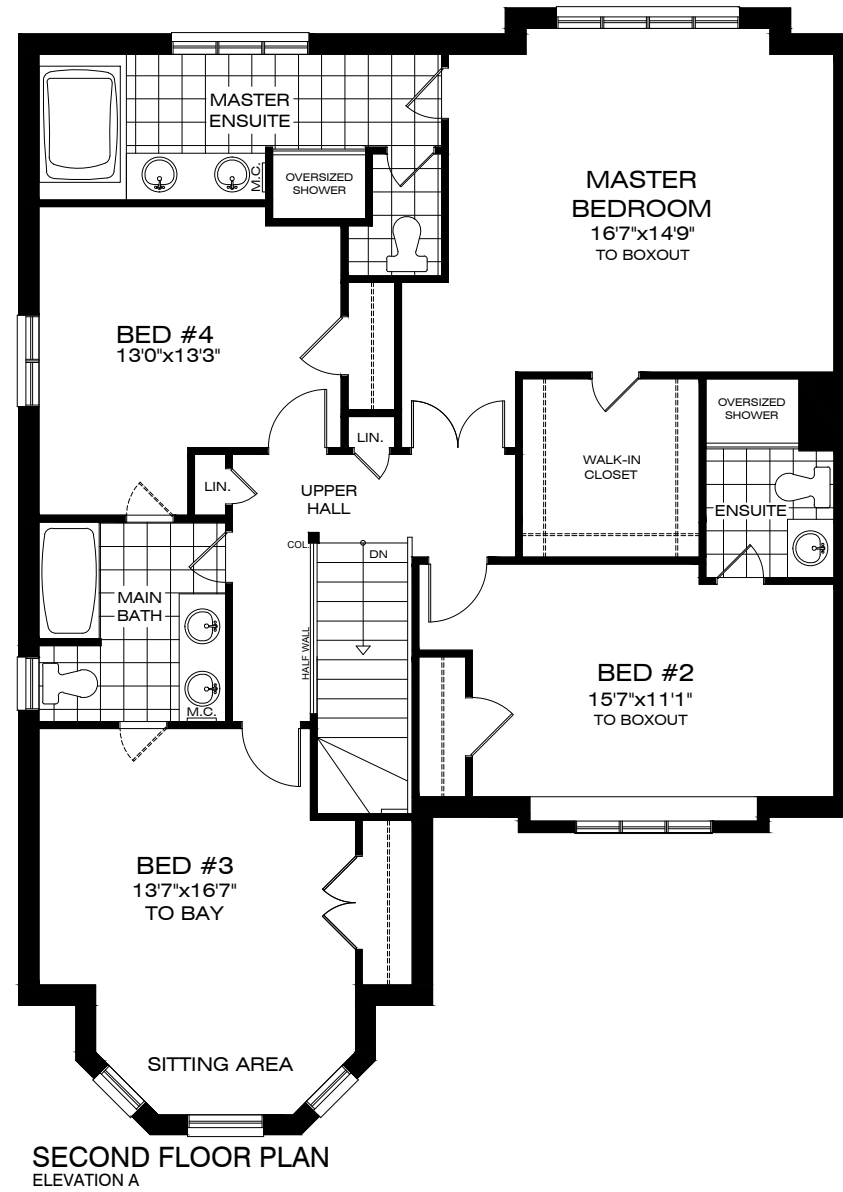 MASTER
ENSUITE
M.C.
OVERSIZED
SHOWER
MASTER
BEDROOM
16'7"x14'9"
TO BOXOUT
BED #4
13'0"x13'3"
OVERSIZED
SHOWER
LIN.
WALK-IN
CLOSET
LIN.
UPPER
HALL
ENSUITE
COL.
DN
MAIN
BATH
HALF WALL
M.C.
BED #2
15'7"x11'1"
TO BOXOUT
BED #3
13'7"x16'7"
TO BAY
SITTING AREA
SECOND FLOOR PLAN
ELEVATION A